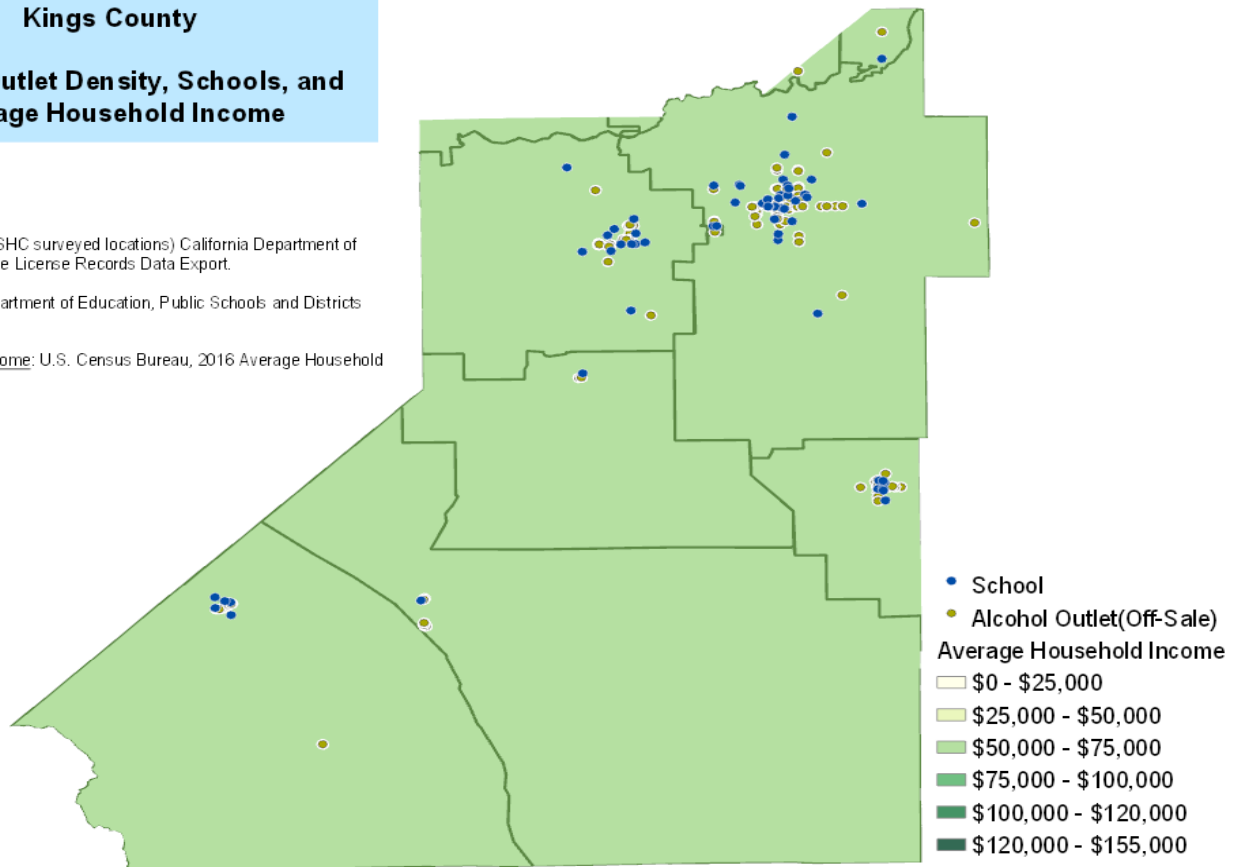 Kings County
utlet Density, Schools, and
age Household Income
SHC surveyed locations) California Department of
e License Records Data Export.
artment of Education, Public Schools and Districts
ome: U.S. Census Bureau, 2016 Average Household
School
Alcohol Outlet(Off-Sale)
Average Household Income
$0 - $25,000
$25,000 - $50,000
$50,000 - $75,000
$75,000 - $100,000
$100,000 - $120,000
$120,000 - $155,000